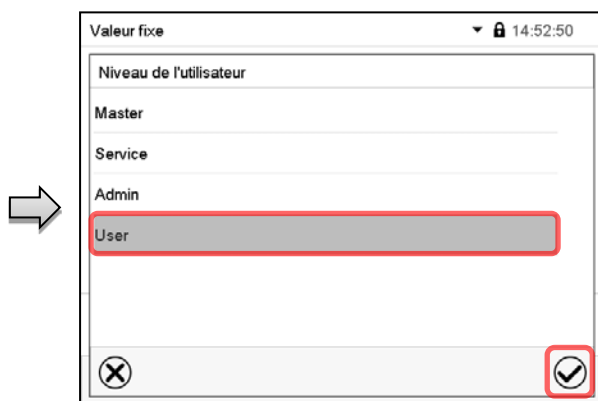 Valeur fixe 14:52:50
Niveau de l'utilisateur
Master
Service
Admin
User